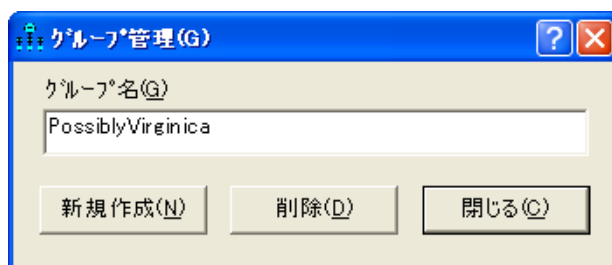 ｸﾞﾙｰﾌﾟ管理(G)
ｸﾞﾙｰﾌﾟ名(G)
PossiblyVirginica
新規作成(N)
削除(D)
閉じる(C)